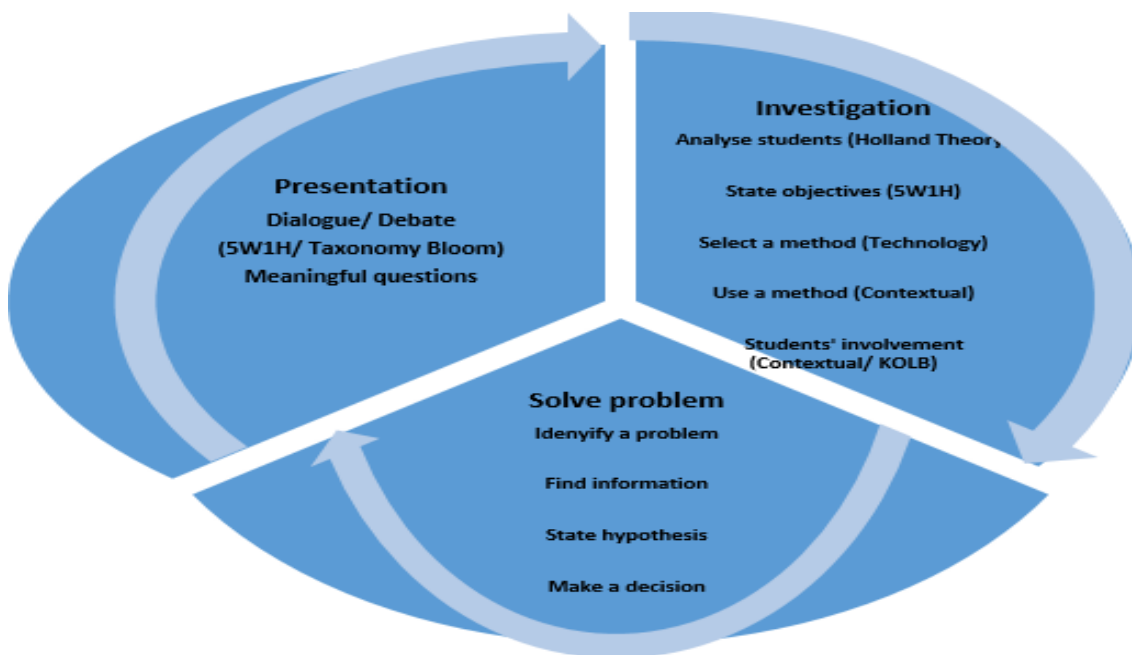 Investigation
Analyse students (Holland Theory)
State objectives (5W1H)
Select a method (Technology)
Use a method (Contextual)
Students' involvement
(Contextual/ KOLB)
Solve problem
Idenyify a problem
Find information
State hypothesis
Make a decision
Presentation
Dialogue/ Debate
(5W1H/ Taxonomy Bloom)
Meaningful questions